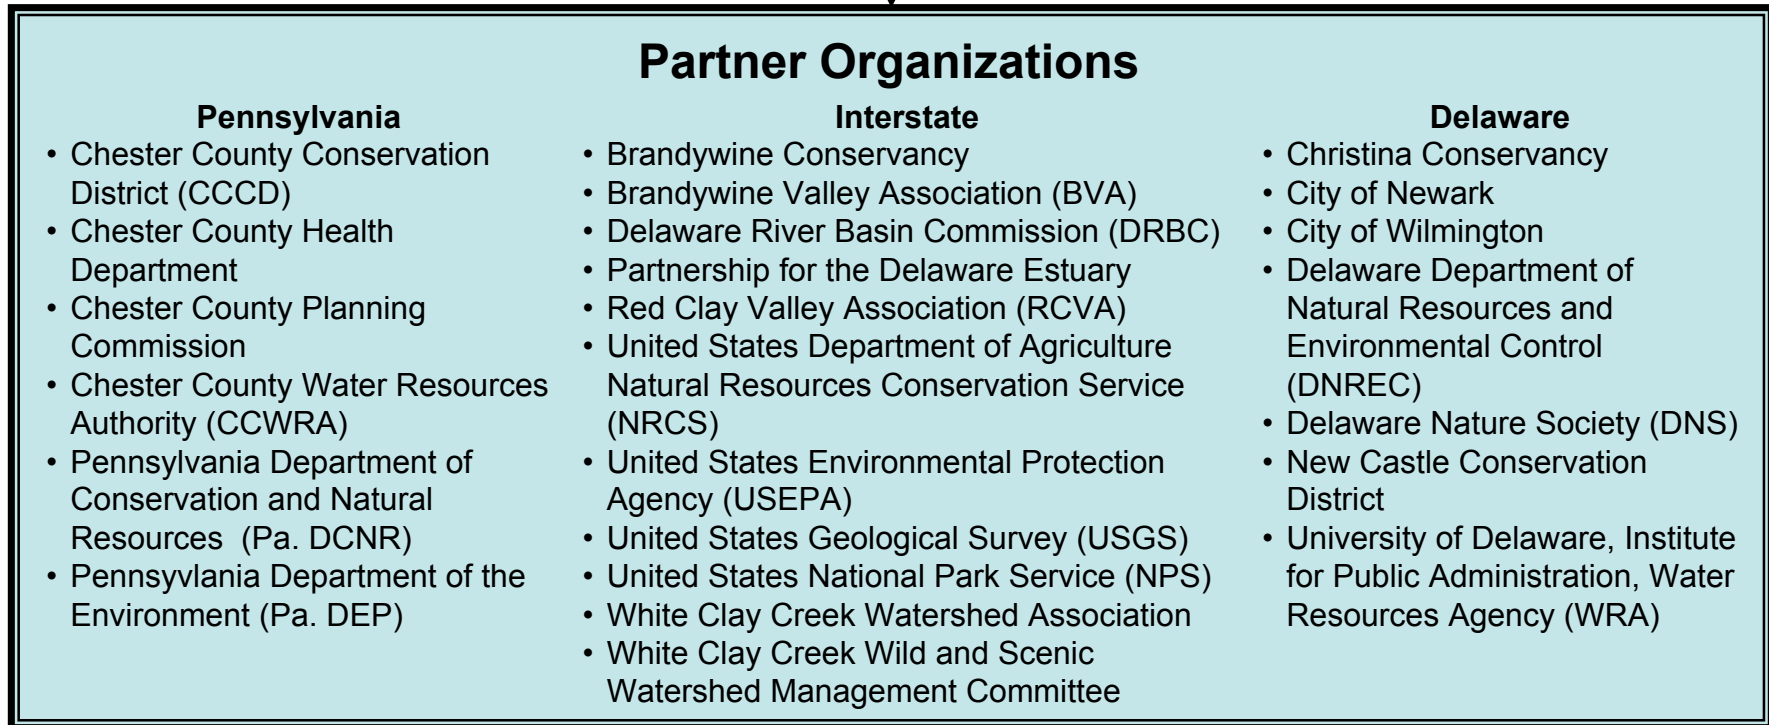 Partner Organizations
Pennsylvania
• Chester County Conservation
District (CCCD)
• Chester County Health
Department
• Chester County Planning
Commission
• Chester County Water Resources
Authority (CCWRA)
• Pennsylvania Department of
Conservation and Natural
Resources  (Pa. DCNR)
• Pennsyvlania Department of the
Environment (Pa. DEP)
Interstate
• Brandywine Conservancy
• Brandywine Valley Association (BVA)
• Delaware River Basin Commission (DRBC)
• Partnership for the Delaware Estuary
• Red Clay Valley Association (RCVA)
• United States Department of Agriculture
Natural Resources Conservation Service
(NRCS)
• United States Environmental Protection
Agency (USEPA)
• United States Geological Survey (USGS)
• United States National Park Service (NPS)
• White Clay Creek Watershed Association
• White Clay Creek Wild and Scenic
Watershed Management Committee
Delaware
• Christina Conservancy
• City of Newark
• City of Wilmington
• Delaware Department of
Natural Resources and
Environmental Control
(DNREC)
• Delaware Nature Society (DNS)
• New Castle Conservation
District
• University of Delaware, Institute
for Public Administration, Water
Resources Agency (WRA)